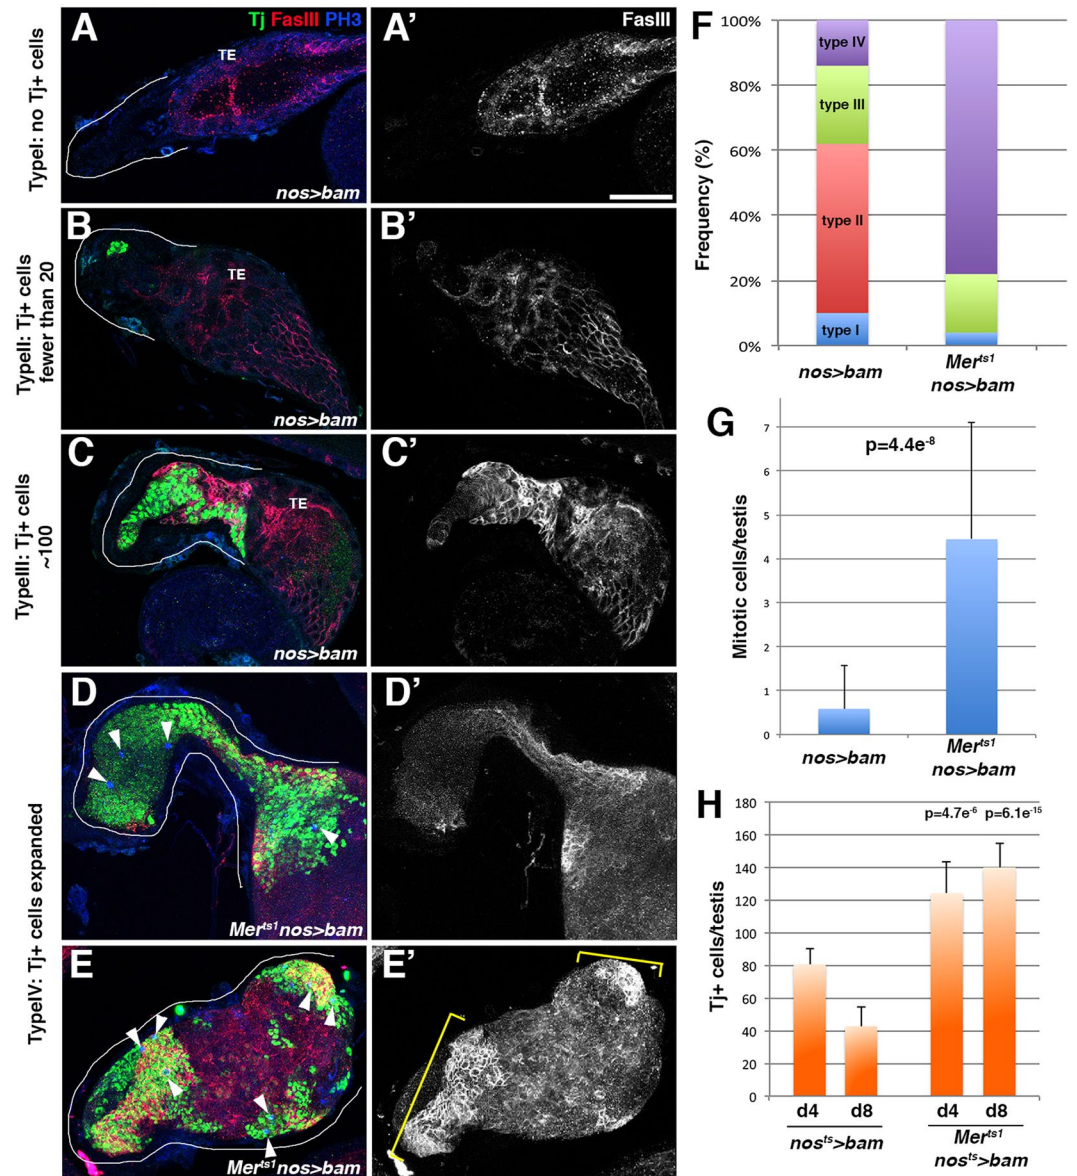 A
Tj FasIII PH3
TE
nos>bam
A'
FasIII
TypeI: no Tj+ cells
B
TE
nos>bam
B'
TypeII: Tj+ cells
fewer than 20
C
TE
nos>bam
C'
TypeIII: Tj+ cells
~100
D
Merts1 nos>bam
D'
E
Merts1 nos>bam
E'
TypeIV: Tj+ cells expanded
F
Frequency (%)
100%
80%
60%
40%
20%
0%
type IV
type III
type II
type I
nos>bam
Merts1
nos>bam
G
Mitotic cells/testis
7
6
5
4
3
2
1
0
p=4.4e-8
nos>bam
Merts1
nos>bam
H
Tj+ cells/testis
180
160
140
120
100
80
60
40
20
0
p=4.7e-6 p=6.1e-15
d4 d8 d4 d8
nosts>bam
Merts1
nosts>bam